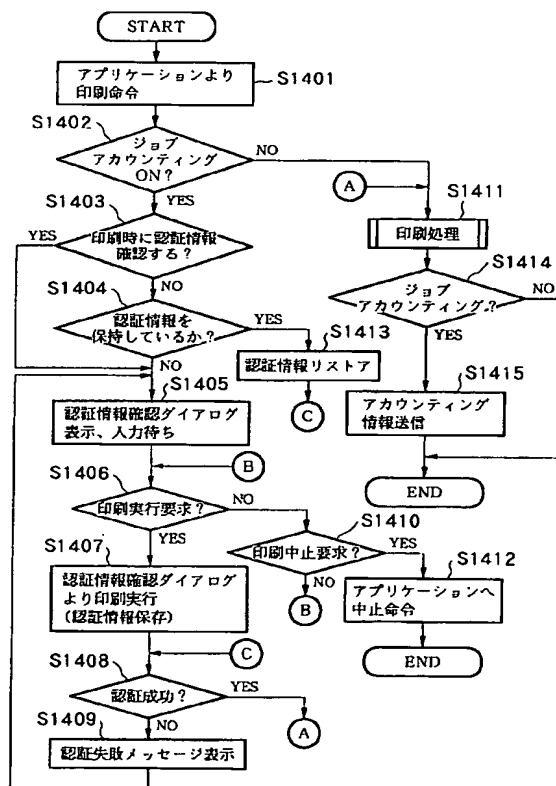 START
アプリケーションより
印刷命令
S1401
S1402
ジョブ
アカウンティング
ON？
NO
YES
S1403
印刷時に認証情報
確認する？
YES
NO
S1404
認証情報を
保持しているか？
YES
NO
S1413
認証情報リストア
C
S1405
認証情報確認ダイアログ
表示、入力待ち
B
S1406
印刷実行要求？
NO
YES
S1407
認証情報確認ダイアログ
より印刷実行
(認証情報保存)
C
S1408
認証成功？
YES
A
NO
S1409
認証失敗メッセージ表示
S1410
印刷中止要求？
YES
NO
B
S1412
アプリケーションへ
中止命令
END
A
S1411
印刷処理
S1414
ジョブ
アカウンティング？
NO
YES
S1415
アカウンティング
情報送信
END